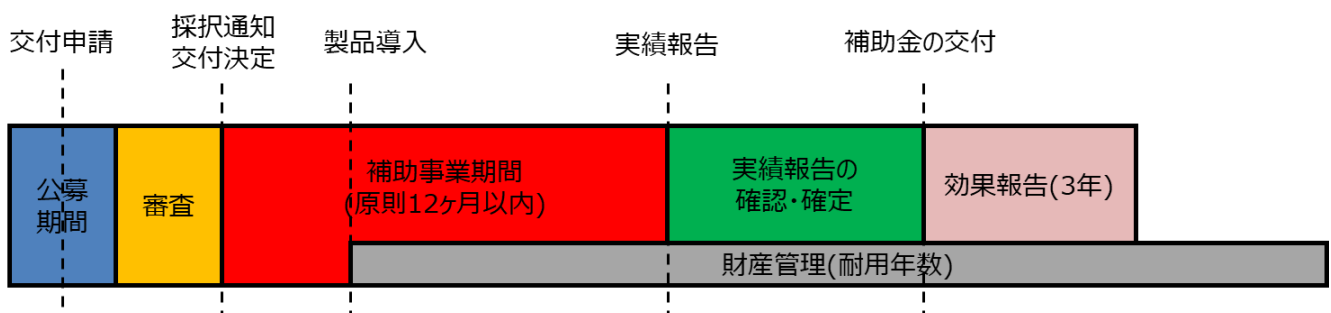 交付申請
採択通知
交付決定
製品導入
実績報告
補助金の交付
公募
期間
審査
補助事業期間
(原則12ヶ月以内)
実績報告の
確認・確定
効果報告(3年)
財産管理(耐用年数)